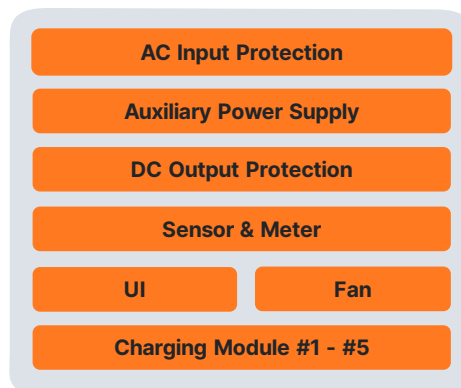 AC Input Protection
Auxiliary Power Supply
DC Output Protection
Sensor & Meter
UI
Fan
Charging Module #1 - #5